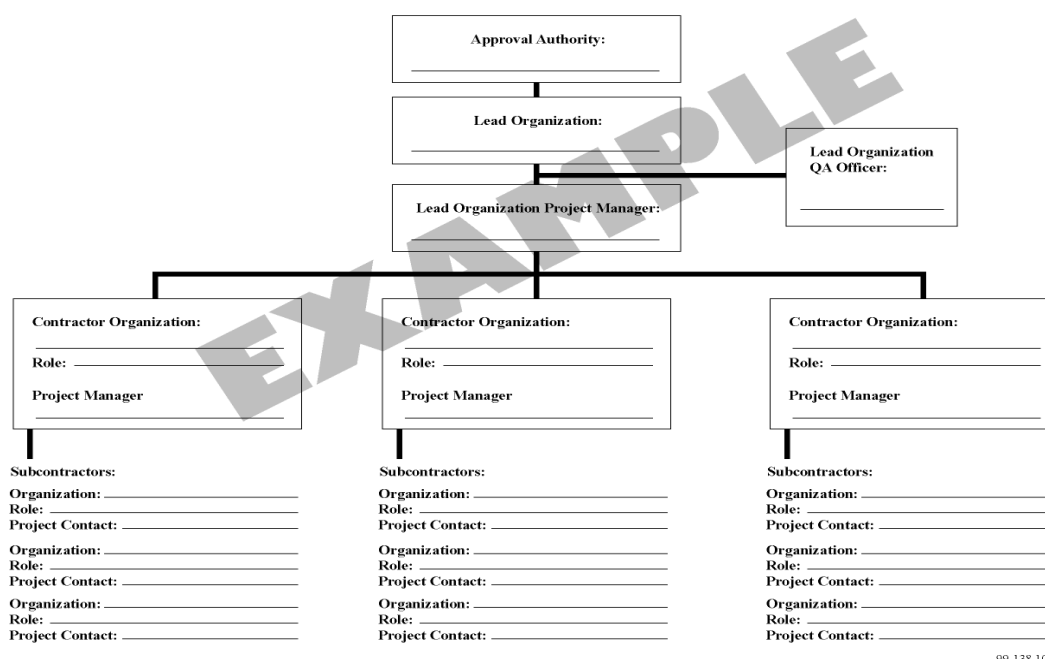 Approval Authority:
Lead Organization:
Lead Organization
QA Officer:
Lead Organization Project Manager:
EXAMPLE
Contractor Organization:
Role:
Project Manager
Contractor Organization:
Role:
Project Manager
Contractor Organization:
Role:
Project Manager
Subcontractors:
Organization:
Role:
Project Contact:
Organization:
Role:
Project Contact:
Organization:
Role:
Project Contact:
Subcontractors:
Organization:
Role:
Project Contact:
Organization:
Role:
Project Contact:
Organization:
Role:
Project Contact:
Subcontractors:
Organization:
Role:
Project Contact:
Organization:
Role:
Project Contact:
Organization:
Role:
Project Contact: